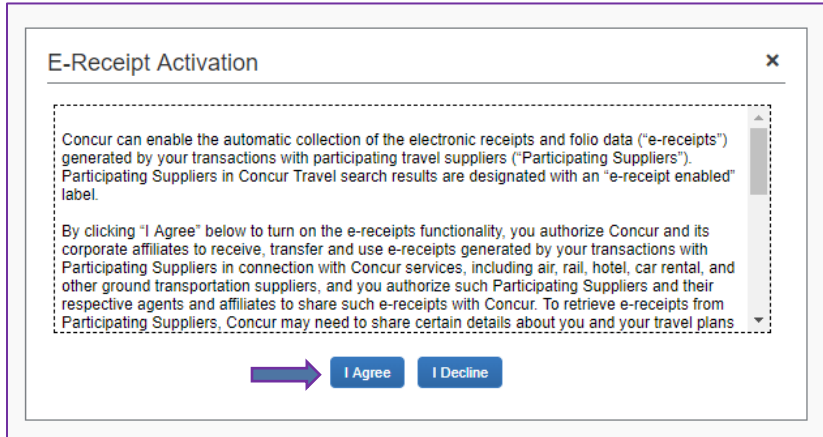 E-Receipt Activation ×
Concur can enable the automatic collection of the electronic receipts and folio data (“e-receipts”)
generated by your transactions with participating travel suppliers (“Participating Suppliers”).
Participating Suppliers in Concur Travel search results are designated with an “e-receipt enabled”
label.
By clicking “I Agree” below to turn on the e-receipts functionality, you authorize Concur and its
corporate affiliates to receive, transfer and use e-receipts generated by your transactions with
Participating Suppliers in connection with Concur services, including air, rail, hotel, car rental, and
other ground transportation suppliers, and you authorize such Participating Suppliers and their
respective agents and affiliates to share such e-receipts with Concur. To retrieve e-receipts from
Participating Suppliers, Concur may need to share certain details about you and your travel plans
I Agree I Decline